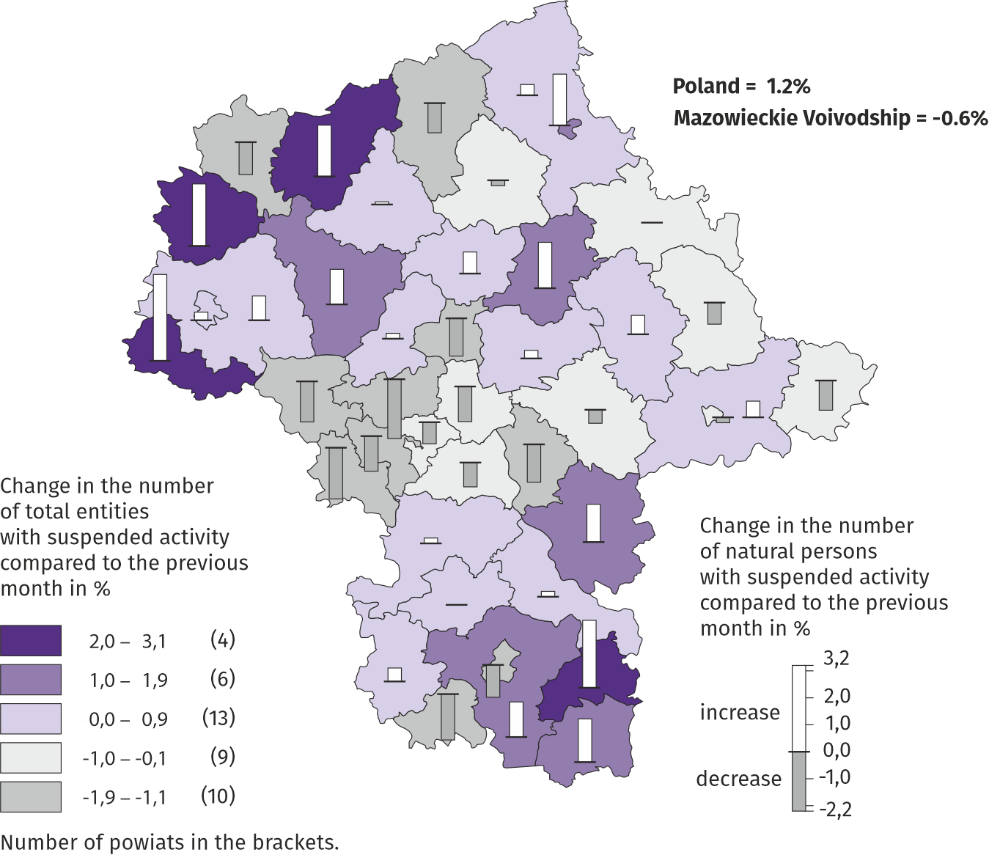 Poland = 1.2%
Mazowieckie Voivodship = -0.6%
Change in the number
of total entities
with suspended activity
compared to the previous
month in %
2,0 – 3,1 (4)
1,0 – 1,9 (6)
0,0 – 0,9 (13)
-1,0 – -0,1 (9)
-1,9 – -1,1 (10)
Number of powiats in the brackets.
Change in the number
of natural persons
with suspended activity
compared to the previous
month in %
3,2
2,0
increase
1,0
0,0
decrease
-1,0
-2,2